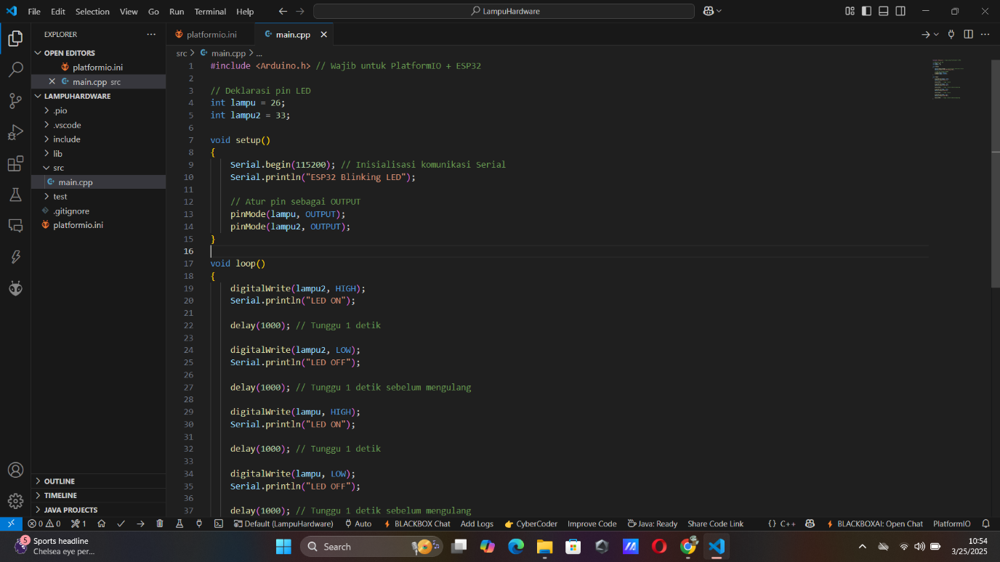 File Edit Selection View Go Run Terminal Help
LampuHardware
EXPLORER
OPEN EDITORS
platformio.ini
main.cpp src
LAMPUHARDWARE
.pio
.vscode
include
lib
src
main.cpp
test
.gitignore
platformio.ini
OUTLINE
TIMELINE
JAVA PROJECTS
platformio.ini main.cpp
src > main.cpp > ...
1 #include <Arduino.h> // Wajib untuk PlatformIO + ESP32
2
3 // Deklarasi pin LED
4 int lampu = 26;
5 int lampu2 = 33;
6
7 void setup()
8 {
9 Serial.begin(115200); // Inisialisasi komunikasi Serial
10 Serial.println("ESP32 Blinking LED");
11
12 // Atur pin sebagai OUTPUT
13 pinMode(lampu, OUTPUT);
14 pinMode(lampu2, OUTPUT);
15 }
16
17 void loop()
18 {
19 digitalWrite(lampu2, HIGH);
20 Serial.println("LED ON");
21
22 delay(1000); // Tunggu 1 detik
23
24 digitalWrite(lampu2, LOW);
25 Serial.println("LED OFF");
26
27 delay(1000); // Tunggu 1 detik sebelum mengulang
28
29 digitalWrite(lampu, HIGH);
30 Serial.println("LED ON");
31
32 delay(1000); // Tunggu 1 detik
33
34 digitalWrite(lampu, LOW);
35 Serial.println("LED OFF");
36
37 delay(1000); // Tunggu 1 detik sebelum mengulang
0 0 1 Default (LampuHardware) Auto BLACKBOX Chat Add Logs CyberCoder Improve Code Java: Ready Share Code Link {} C++ BLACKBOXAI: Open Chat PlatformIO
5 Sports headline
Chelsea eye per...
Search
10:54
3/25/2025